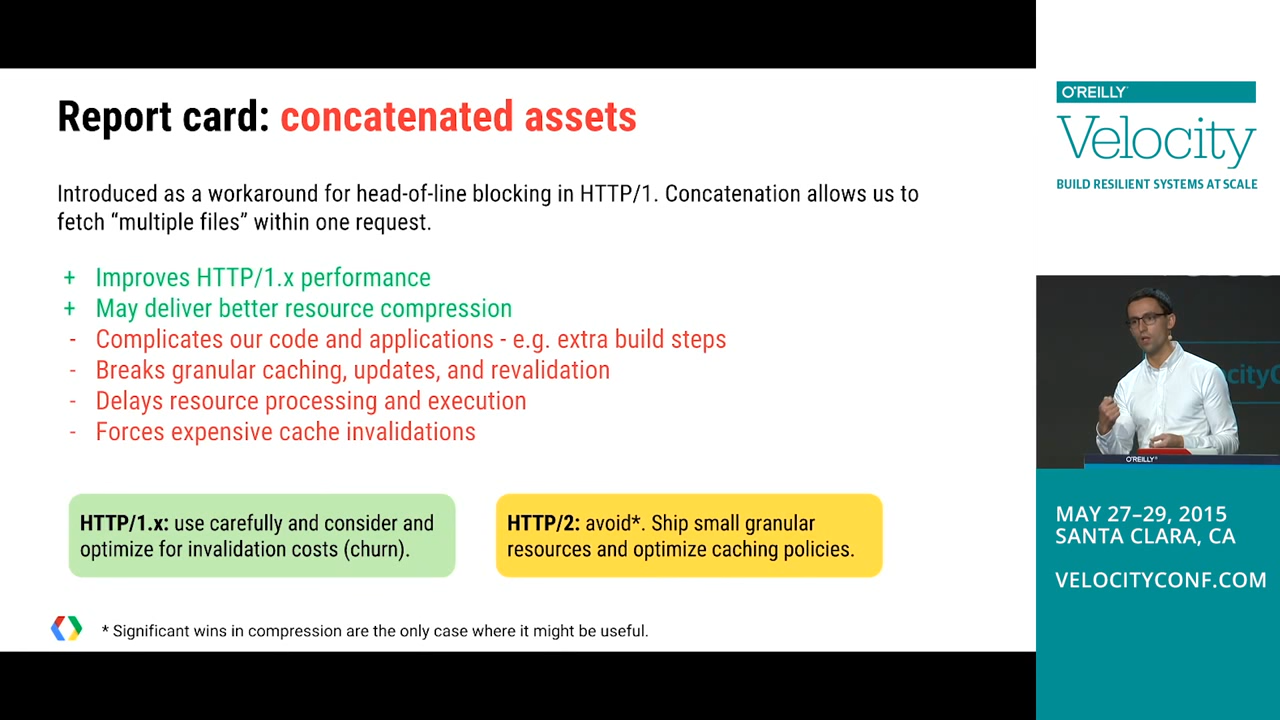 Report card: concatenated assets
Introduced as a workaround for head-of-line blocking in HTTP/1. Concatenation allows us to
fetch “multiple files” within one request.
+ Improves HTTP/1.x performance
+ May deliver better resource compression
- Complicates our code and applications - e.g. extra build steps
- Breaks granular caching, updates, and revalidation
- Delays resource processing and execution
- Forces expensive cache invalidations
HTTP/1.x: use carefully and consider and
optimize for invalidation costs (churn).
HTTP/2: avoid*. Ship small granular
resources and optimize caching policies.
* Significant wins in compression are the only case where it might be useful.
O'REILLY
Velocity
BUILD RESILIENT SYSTEMS AT SCALE
ocityC
O'REILLY
MAY 27–29, 2015
SANTA CLARA, CA
VELOCITYCONF.COM